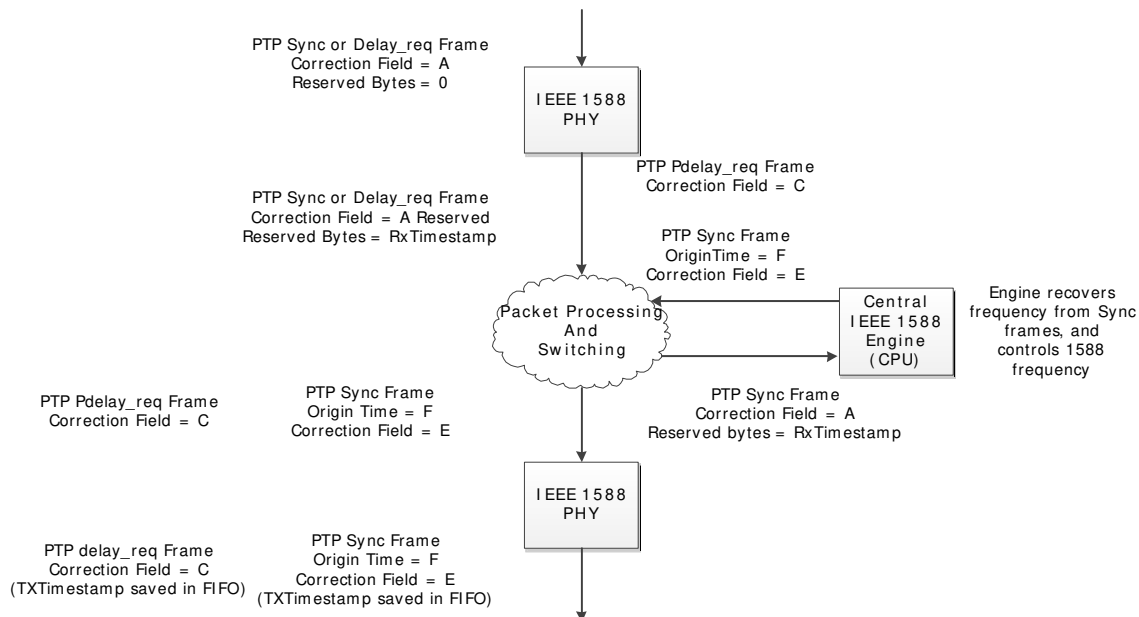 PTP Sync or Delay_req Frame
Correction Field = A
Reserved Bytes = 0
IEEE 1588
PHY
PTP Pdelay_req Frame
Correction Field = C
PTP Sync or Delay_req Frame
Correction Field = A Reserved
Reserved Bytes = RxTimestamp
PTP Sync Frame
OriginTime = F
Correction Field = E
Packet Processing
And
Switching
Central
IEEE 1588
Engine
(CPU)
Engine recovers
frequency from Sync
frames, and
controls 1588
frequency
PTP Pdelay_req Frame
Correction Field = C
PTP Sync Frame
Origin Time = F
Correction Field = E
PTP Sync Frame
Correction Field = A
Reserved bytes = RxTimestamp
IEEE 1588
PHY
PTP delay_req Frame
Correction Field = C
(TXTimestamp saved in FIFO)
PTP Sync Frame
Origin Time = F
Correction Field = E
(TXTimestamp saved in FIFO)